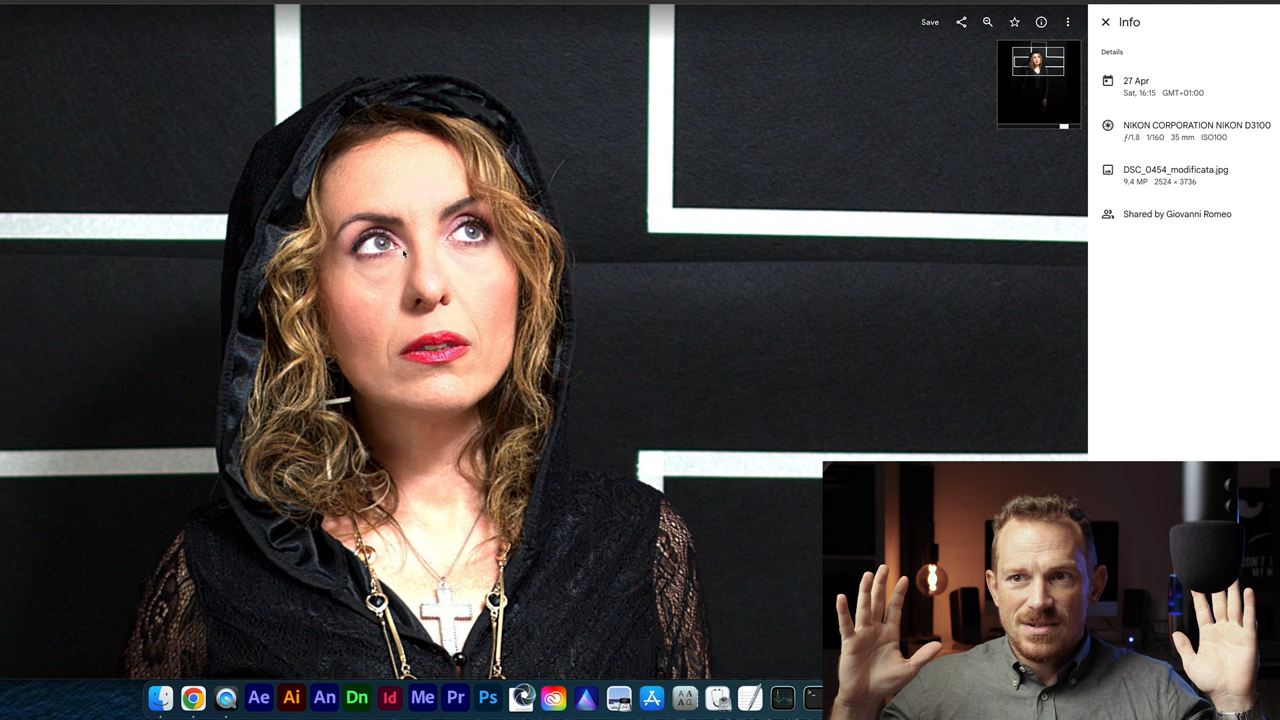 Save
Info
Details
27 Apr
Sat, 16:15 GMT+01:00
NIKON CORPORATION NIKON D3100
ƒ/1.8 1/160 35 mm ISO100
DSC_0454_modificata.jpg
9.4 MP 2524 × 3736
Shared by Giovanni Romeo
Ae Ai An Dn Id Me Pr Ps